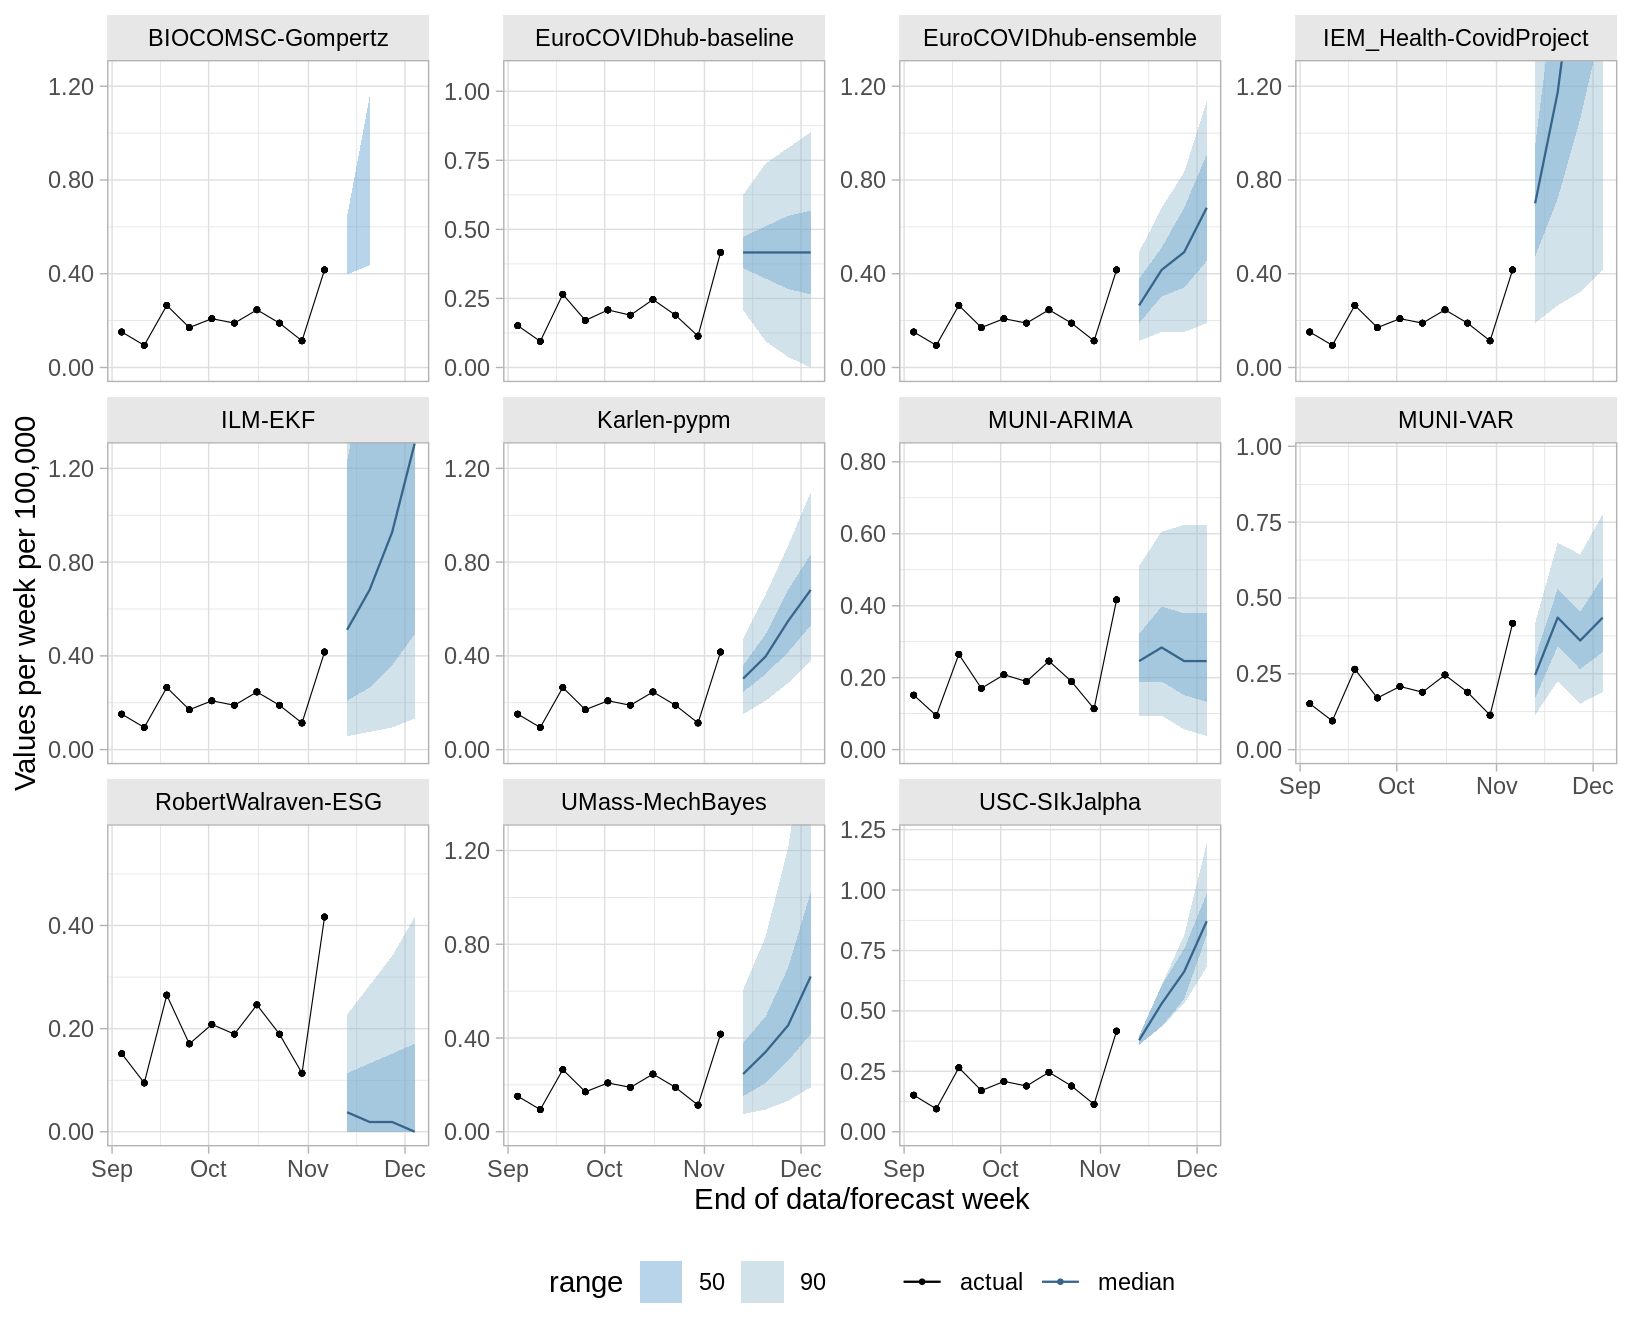 BIOCOMSC-Gompertz
EuroCOVIDhub-baseline
EuroCOVIDhub-ensemble
IEM_Health-CovidProject
1.20
0.80
0.40
0.00
1.00
0.75
0.50
0.25
0.00
1.20
0.80
0.40
0.00
1.20
0.80
0.40
0.00
ILM-EKF
Karlen-pypm
MUNI-ARIMA
MUNI-VAR
1.20
0.80
0.40
0.00
1.20
0.80
0.40
0.00
0.80
0.60
0.40
0.20
0.00
1.00
0.75
0.50
0.25
0.00
Sep Oct Nov Dec
Values per week per 100,000
RobertWalraven-ESG
UMass-MechBayes
USC-SIkJalpha
0.40
0.20
0.00
1.20
0.80
0.40
0.00
1.25
1.00
0.75
0.50
0.25
0.00
Sep Oct Nov Dec
Sep Oct Nov Dec
Sep Oct Nov Dec
End of data/forecast week
range 50 90 actual median